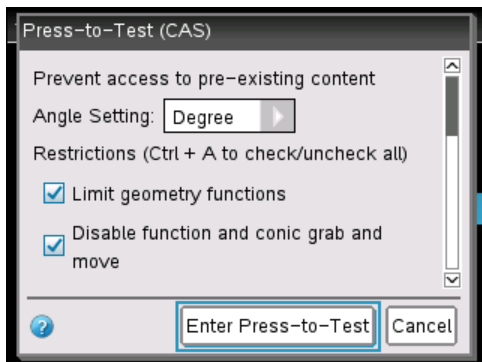 Press-to-Test (CAS)
Prevent access to pre-existing content
Angle Setting: Degree
Restrictions (Ctrl + A to check/uncheck all)
Limit geometry functions
Disable function and conic grab and
move
Enter Press-to-Test Cancel